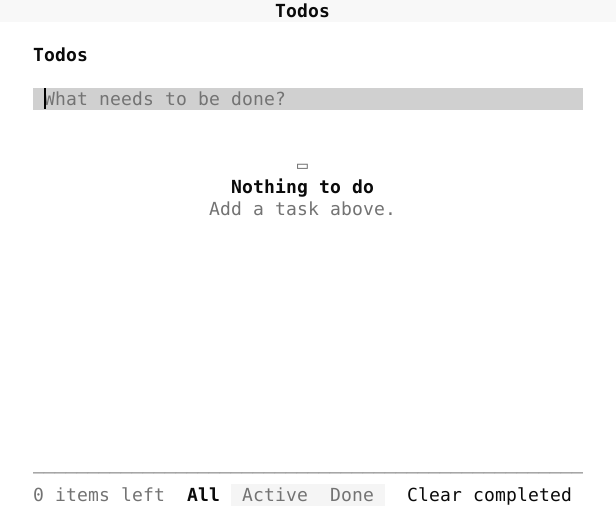 Todos
Todos
What needs to be done?
Nothing to do
Add a task above.
0 items left All Active Done Clear completed